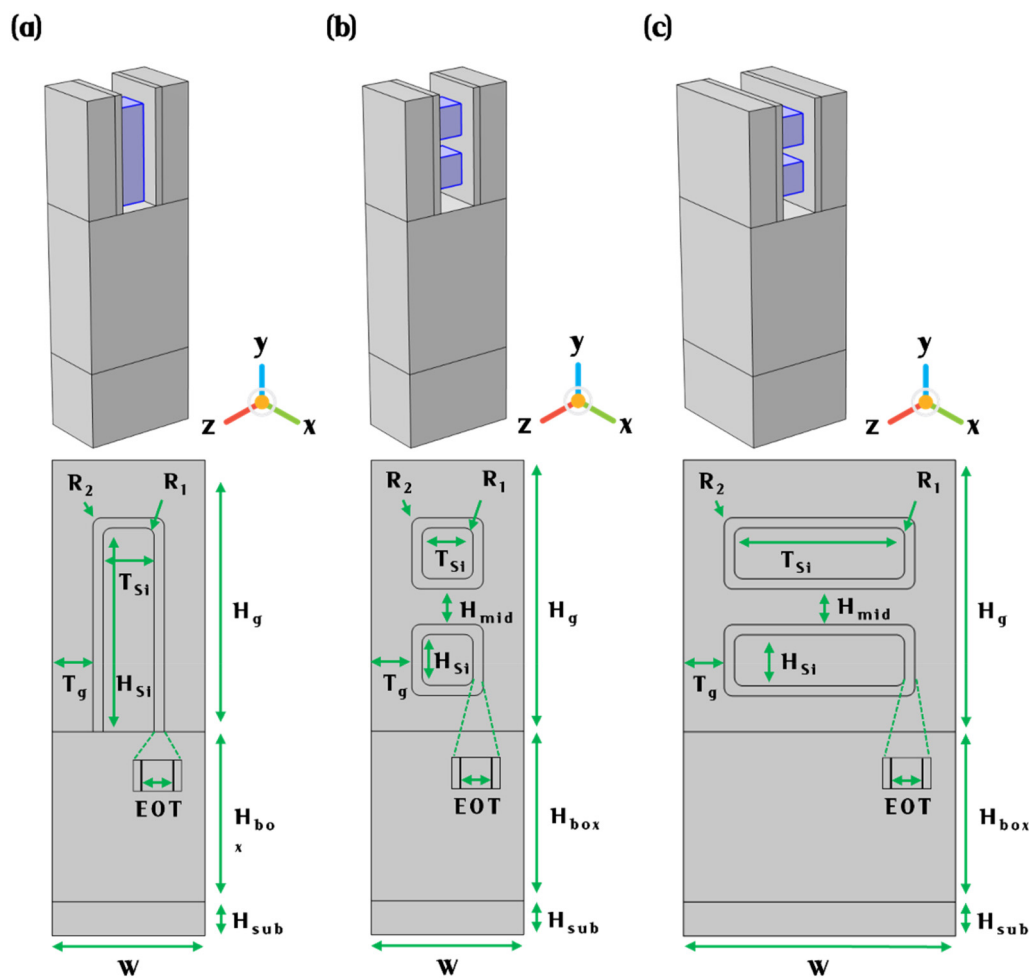 (a) (b) (c)
y y y
z x z x z x
R2 R1 R2 R1 R2 R1
TSi TSi TSi
Hg Hmid Hg Hmid Hg
Tg HSi Tg HSi Tg HSi
EOT EOT EOT
Hbo
x
Hbox Hbox
Hsub Hsub Hsub
W W W